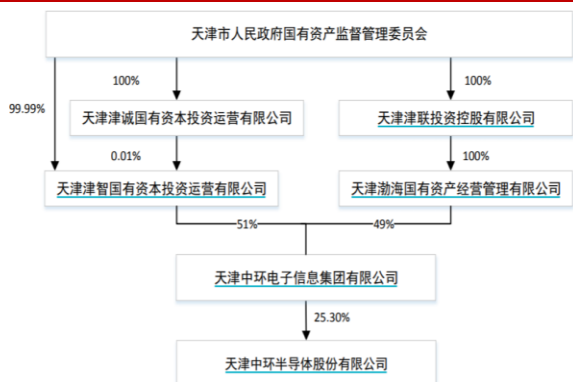 天津市人民政府国有资产监督管理委员会
100%
100%
99.99%
天津津诚国有资本投资运营有限公司
天津津联投资控股有限公司
0.01%
100%
天津津智国有资本投资运营有限公司
天津渤海国有资产经营管理有限公司
51%
49%
天津中环电子信息集团有限公司
25.30%
天津中环半导体股份有限公司